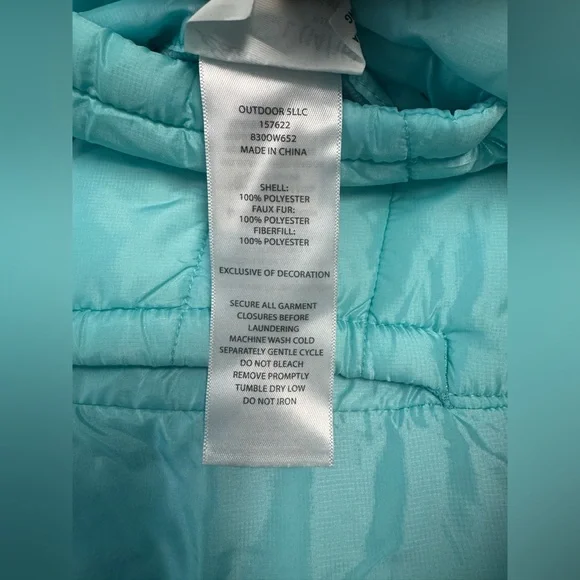 OUTDOOR 5LLC
157622
830OW652
MADE IN CHINA
SHELL:
100% POLYESTER
FAUX FUR:
100% POLYESTER
FIBERFILL:
100% POLYESTER
EXCLUSIVE OF DECORATION
SECURE ALL GARMENT
CLOSURES BEFORE
LAUNDERING
MACHINE WASH COLD
SEPARATELY GENTLE CYCLE
DO NOT BLEACH
REMOVE PROMPTLY
TUMBLE DRY LOW
DO NOT IRON